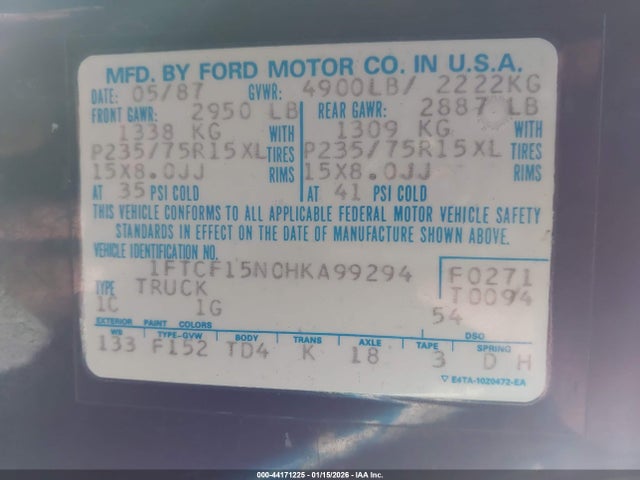 MFD. BY FORD MOTOR CO. IN U.S.A.
DATE: 05/87 GVWR: 4900LB/ 2222KG
FRONT GAWR: 2950 LB REAR GAWR: 2887 LB
1338 KG WITH 1309 KG WITH
P235/75R15XL TIRES P235/75R15XL TIRES
15X8.0JJ RIMS 15X8.0JJ RIMS
AT 35 PSI COLD AT 41 PSI COLD
THIS VEHICLE CONFORMS TO ALL APPLICABLE FEDERAL MOTOR VEHICLE SAFETY
STANDARDS IN EFFECT ON THE DATE OF MANUFACTURE SHOWN ABOVE.
VEHICLE IDENTIFICATION NO.
1FTCF15N0HKA99294 F0271
TYPE TRUCK T0094
1C 1G 54
EXTERIOR PAINT COLORS DSO
WB TYPE-GVW BODY TRANS AXLE TAPE SPRING
133 F152 TD4 K 18 3 D H
▽ E4TA-1020472-EA
000-44171225 - 01/15/2026 - IAA Inc.